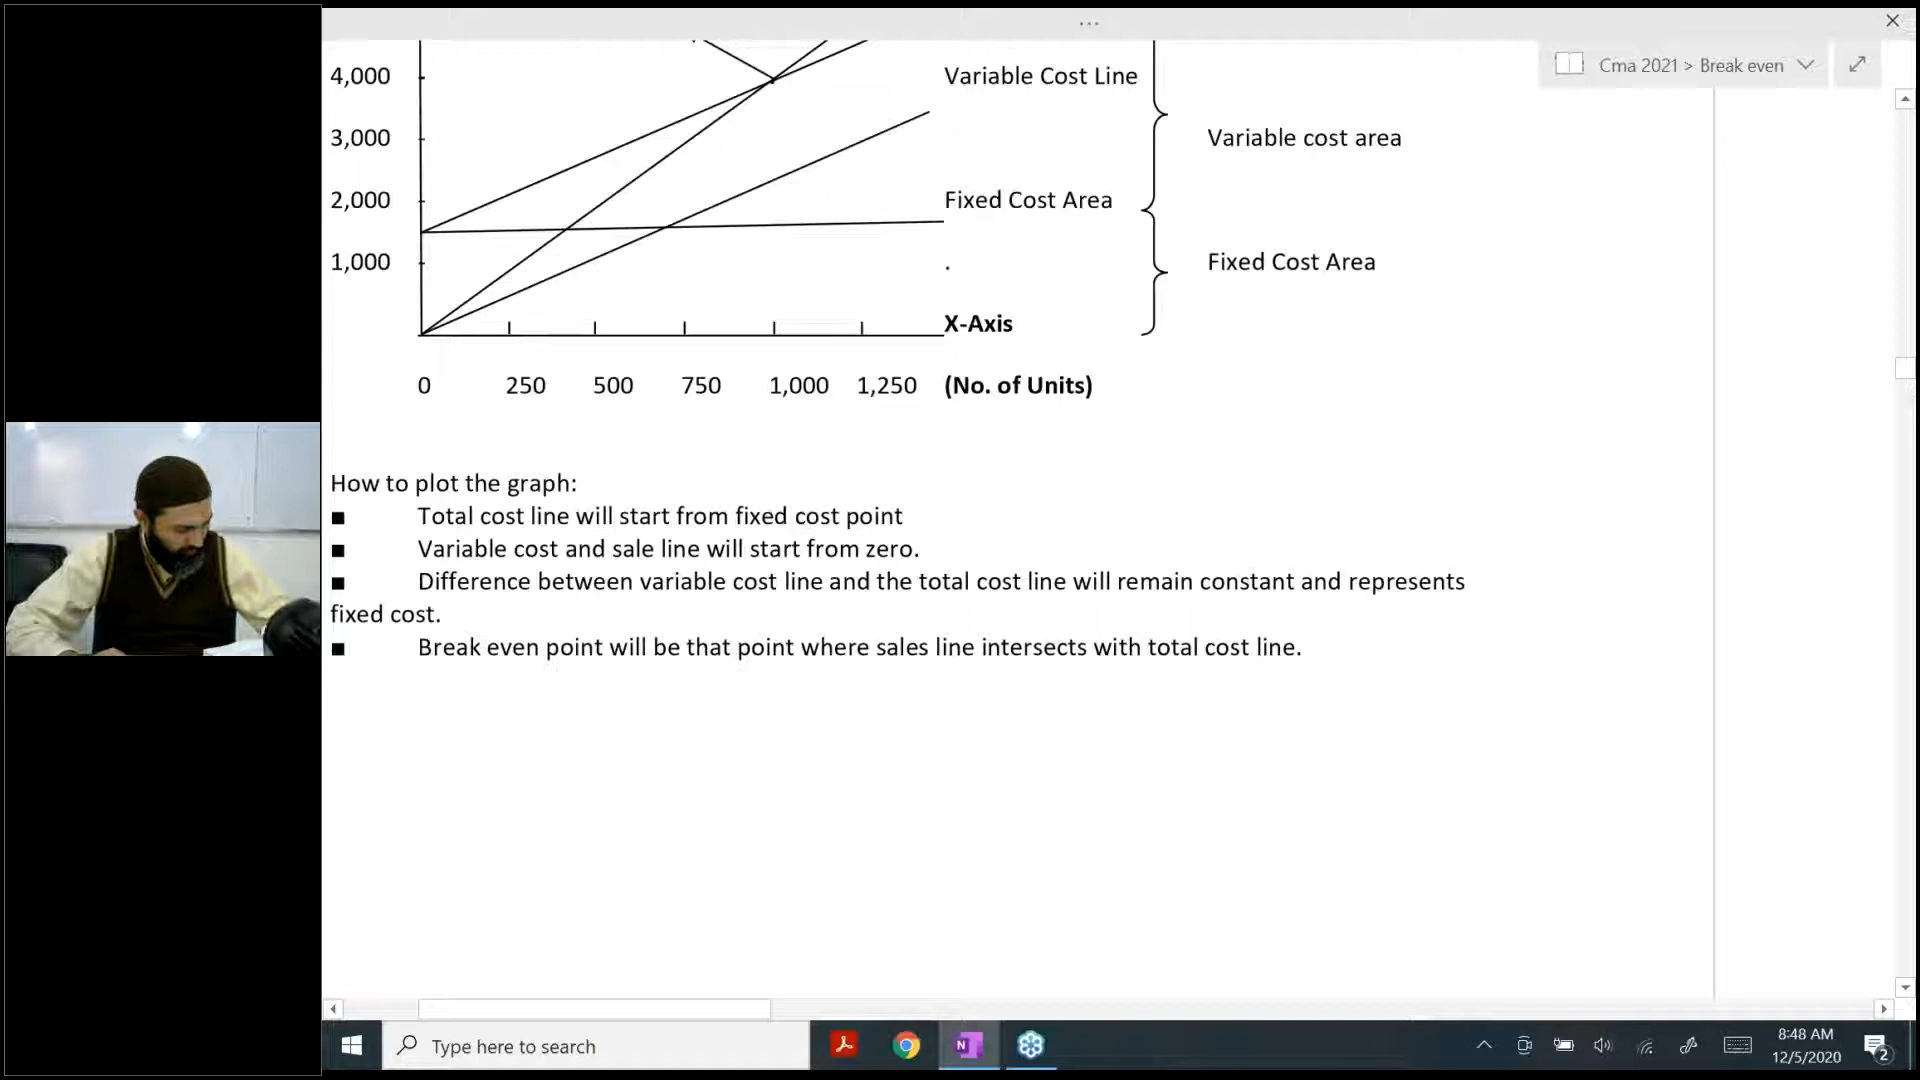 ...
Cma 2021 > Break even
4,000 Variable Cost Line
3,000 Variable cost area
2,000 Fixed Cost Area
1,000 . Fixed Cost Area
X-Axis
0 250 500 750 1,000 1,250 (No. of Units)
How to plot the graph:
■ Total cost line will start from fixed cost point
■ Variable cost and sale line will start from zero.
■ Difference between variable cost line and the total cost line will remain constant and represents
fixed cost.
■ Break even point will be that point where sales line intersects with total cost line.
Type here to search
N
8:48 AM
12/5/2020
2